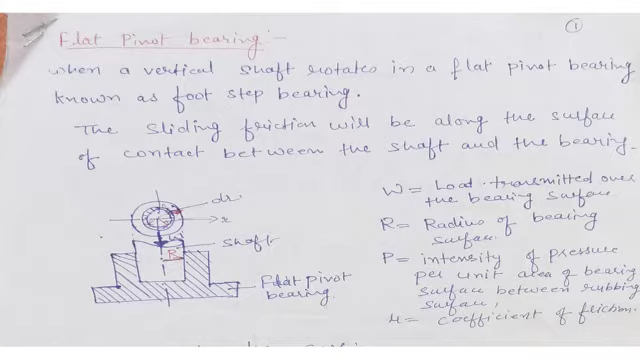 ①
Flat Pivot bearing:-
when a vertical shaft rotates in a flat pivot bearing
known as foot step bearing.
The sliding friction will be along the surface
of contact between the shaft and the bearing.
dr
x
W
shaft
R
Flat pivot
bearing
W = Load transmitted over
the bearing surface
R = Radius of bearing
surface
P = intensity of pressure
per unit area of bearing
surface between rubbing
surface,
μ = coefficient of friction